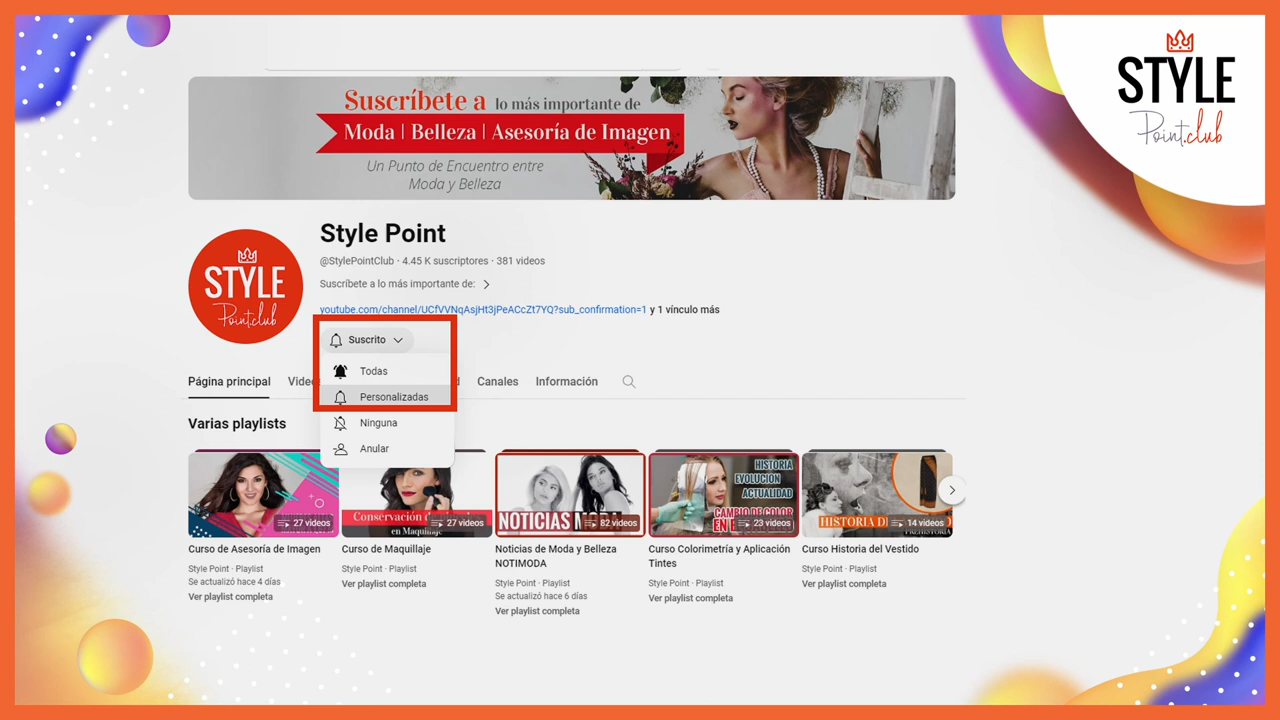 STYLE
Point.club
Suscríbete a lo más importante de
Moda | Belleza | Asesoría de Imagen
Un Punto de Encuentro entre
Moda y Belleza
STYLE
Point.club
Style Point
@StylePointClub · 4.45 K suscriptores · 381 videos
Suscríbete a lo más importante de:
youtube.com/channel/UCfVVNqAsjHt3jPeACcZt7YQ?sub_confirmation=1 y 1 vínculo más
Suscrito
Todas
Personalizadas
Ninguna
Anular
Página principal
Canales
Información
Varias playlists
27 videos
Conservación
en Maquillaje
27 videos
NOTICIAS MODA
82 videos
HISTORIA
EVOLUCION
ACTUALIDAD
CAMBIO DE COLOR
23 videos
HISTORIA
PREHISTORIA
14 videos
Curso de Asesoría de Imagen
Style Point · Playlist
Se actualizó hace 4 días
Ver playlist completa
Curso de Maquillaje
Style Point · Playlist
Ver playlist completa
Noticias de Moda y Belleza
NOTIMODA
Style Point · Playlist
Se actualizó hace 6 días
Ver playlist completa
Curso Colorimetría y Aplicación
Tintes
Style Point · Playlist
Ver playlist completa
Curso Historia del Vestido
Style Point · Playlist
Ver playlist completa